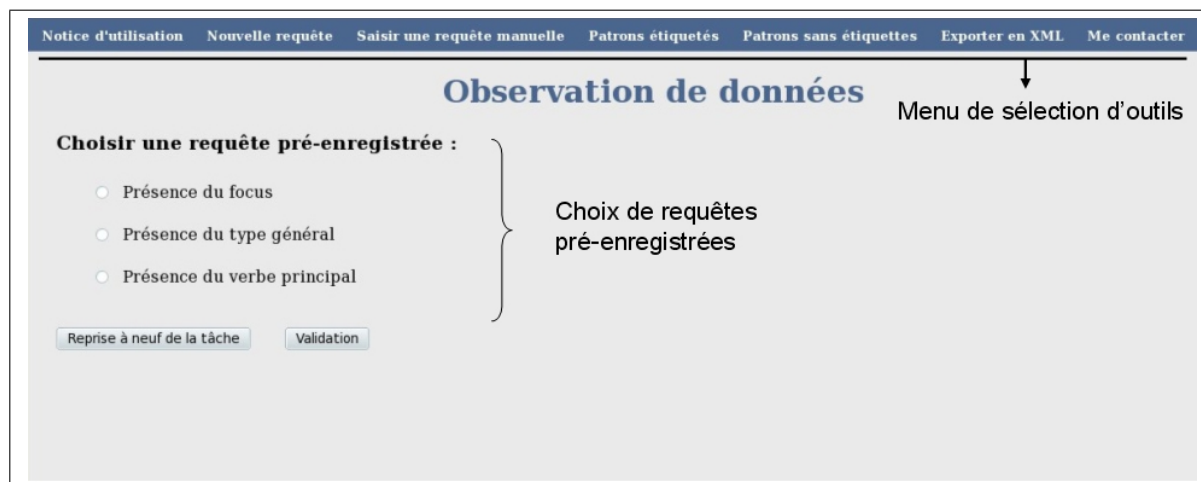 Notice d'utilisation Nouvelle requête Saisir une requête manuelle Patrons étiquetés Patrons sans étiquettes Exporter en XML Me contacter
Observation de données
Menu de sélection d'outils
Choisir une requête pré-enregistrée :
Présence du focus
Présence du type général
Présence du verbe principal
Choix de requêtes
pré-enregistrées
Reprise à neuf de la tâche Validation